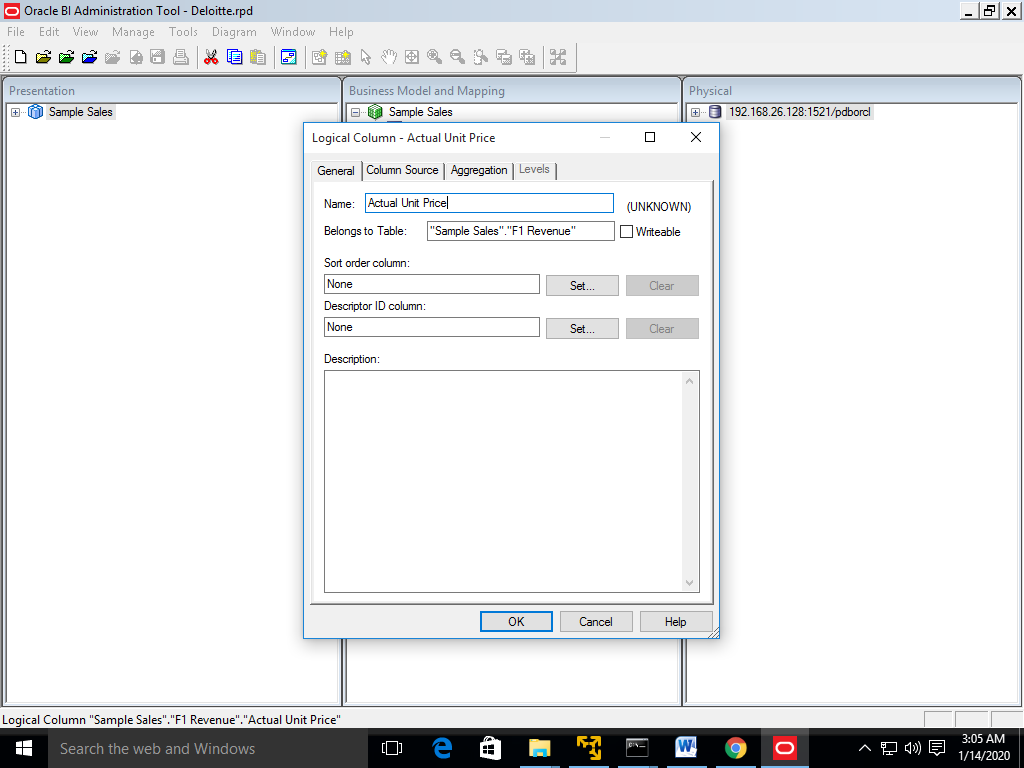 Oracle BI Administration Tool - Deloitte.rpd
File Edit View Manage Tools Diagram Window Help
Presentation
Business Model and Mapping
Physical
Sample Sales
Sample Sales
192.168.26.128:1521/pdborcl
Logical Column - Actual Unit Price
General Column Source Aggregation Levels
Name: Actual Unit Price (UNKNOWN)
Belongs to Table: "Sample Sales"."F1 Revenue" Writeable
Sort order column:
None Set... Clear
Descriptor ID column:
None Set... Clear
Description:
OK Cancel Help
Logical Column "Sample Sales"."F1 Revenue"."Actual Unit Price"
Search the web and Windows
3:05 AM
1/14/2020